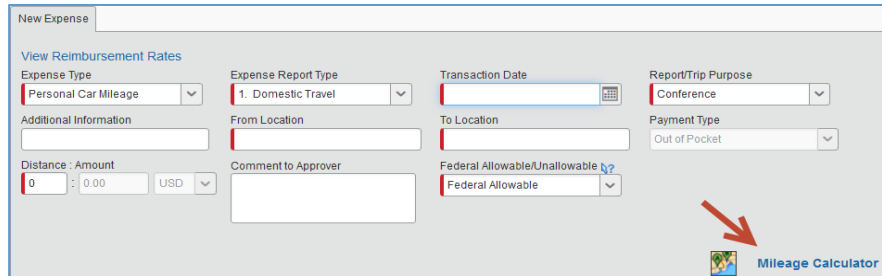 New Expense
View Reimbursement Rates
Expense Type Expense Report Type Transaction Date Report/Trip Purpose
Personal Car Mileage 1. Domestic Travel Conference
Additional Information From Location To Location Payment Type
Out of Pocket
Distance : Amount Comment to Approver Federal Allowable/Unallowable ?
0 : 0.00 USD Federal Allowable
Mileage Calculator